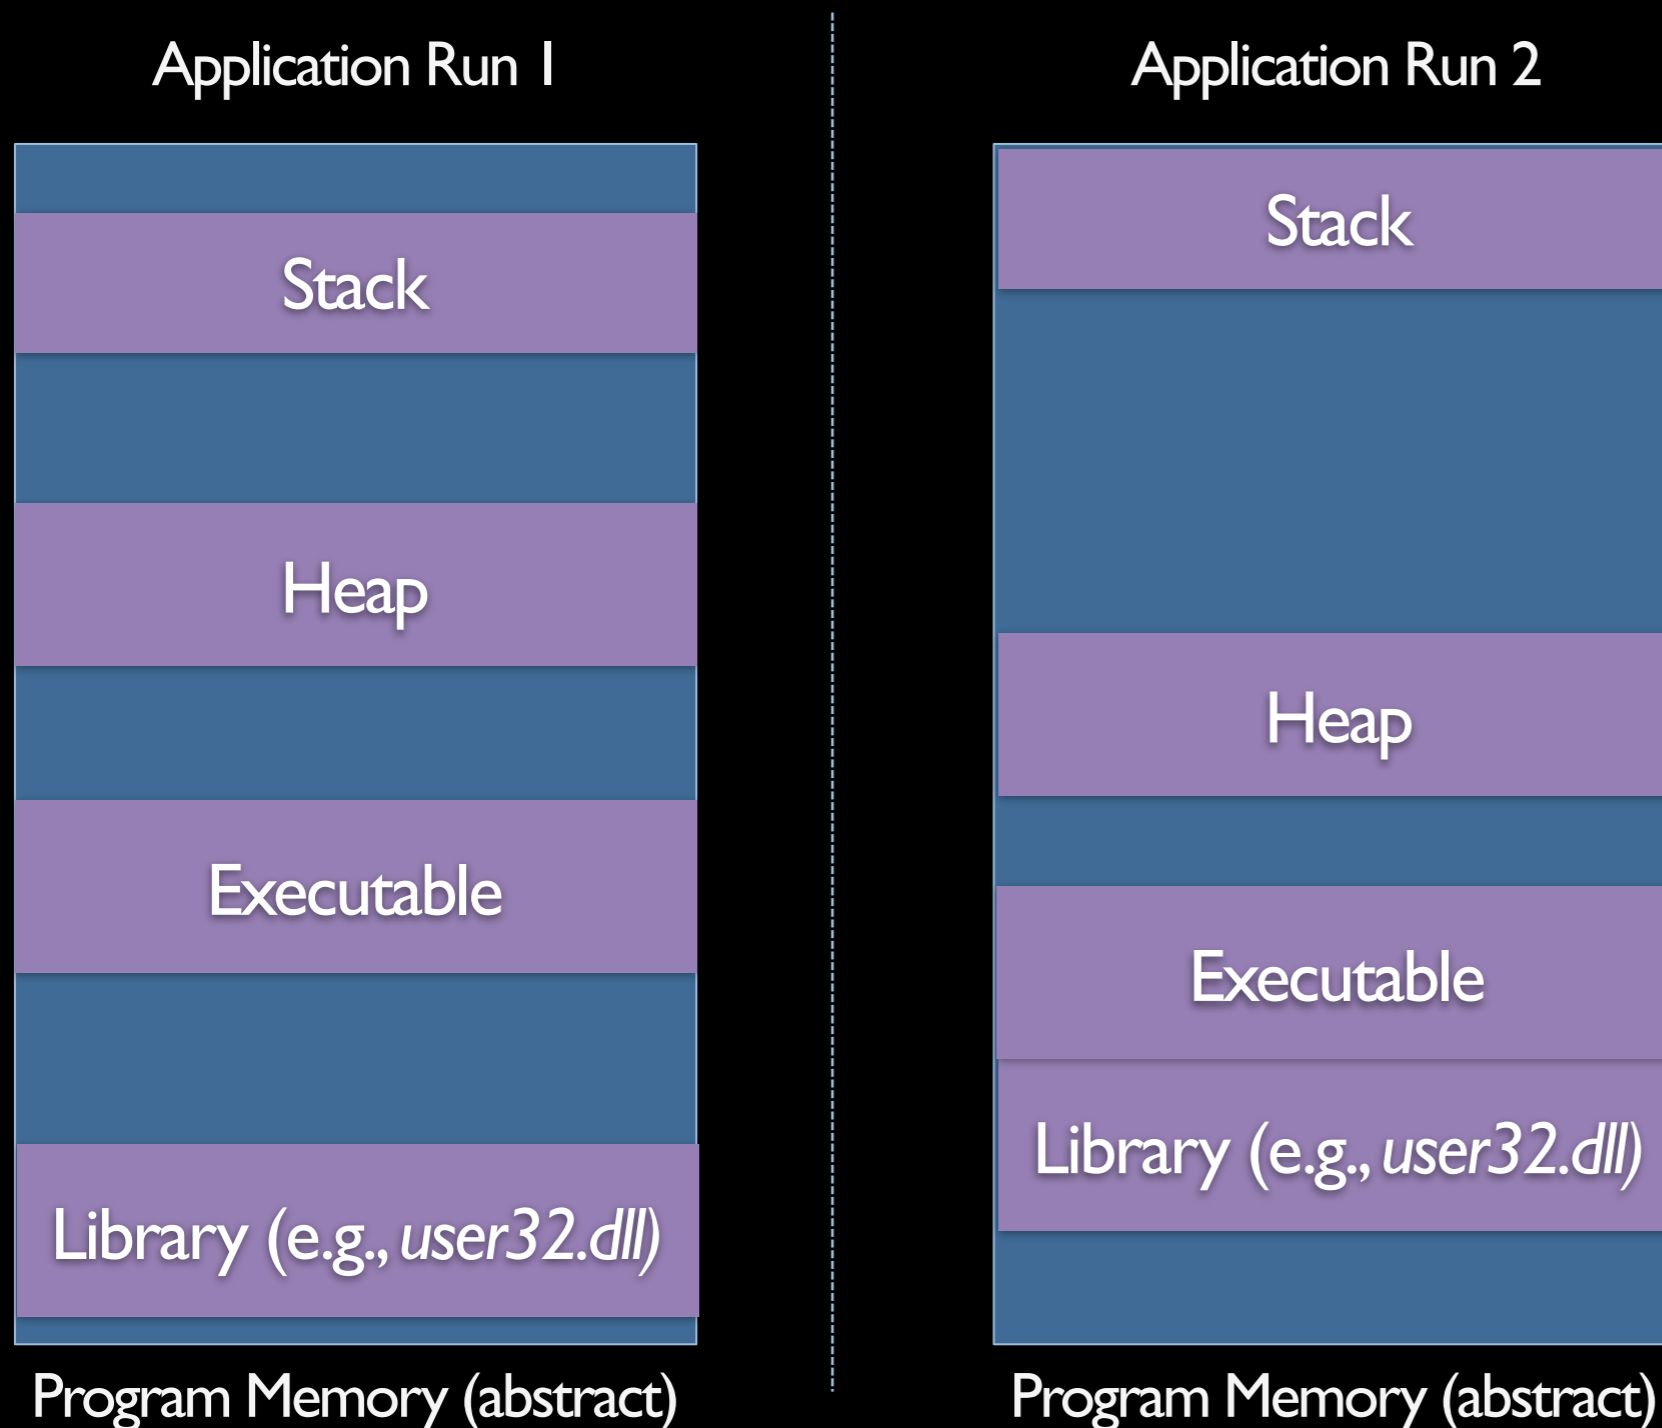 Application Run 1
Stack
Heap
Executable
Library (e.g., user32.dll)
Program Memory (abstract)
Application Run 2
Stack
Heap
Executable
Library (e.g., user32.dll)
Program Memory (abstract)